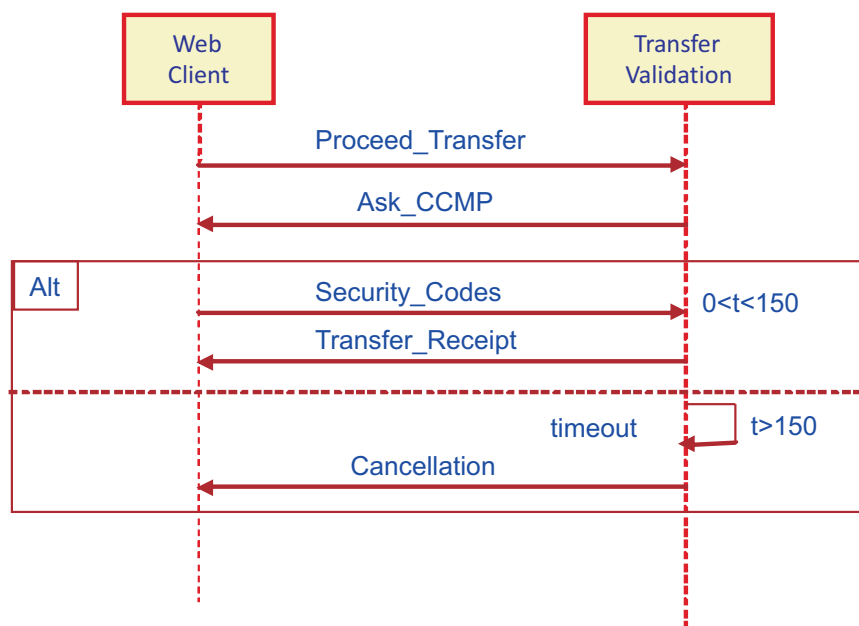 Web
Client
Transfer
Validation
Proceed_Transfer
Ask_CCMP
Alt
Security_Codes
0<t<150
Transfer_Receipt
timeout
t>150
Cancellation